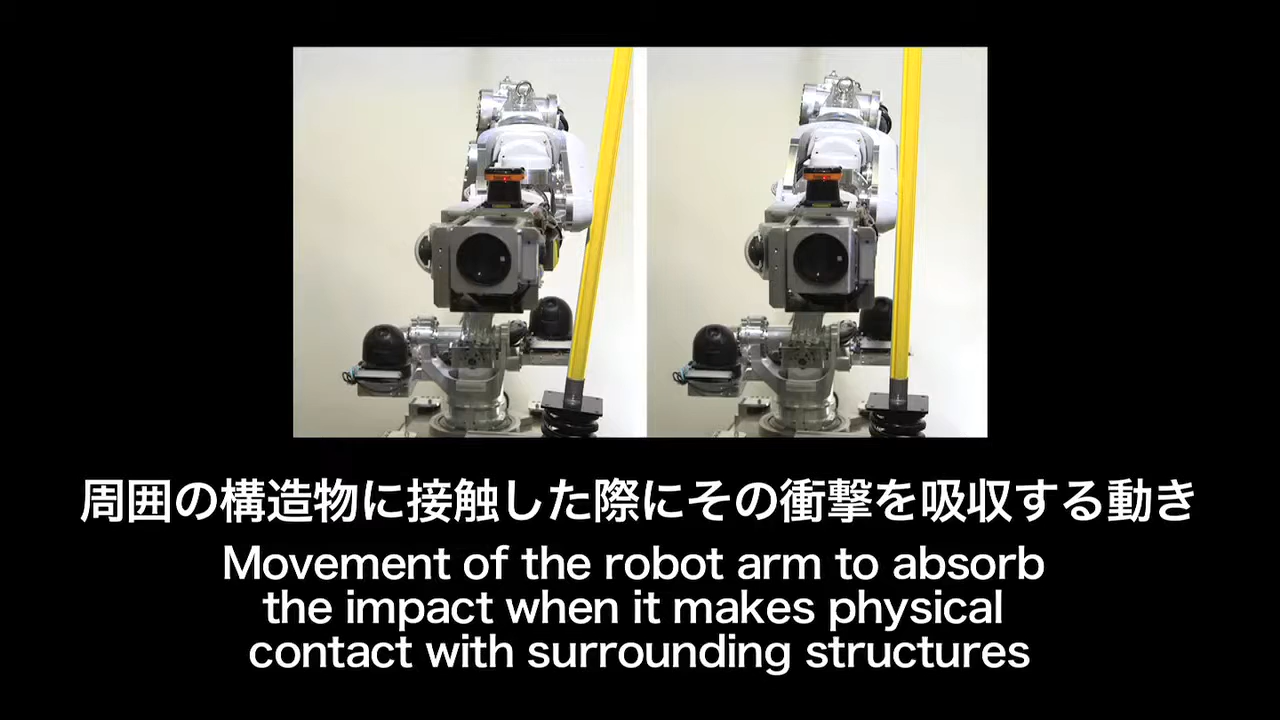 周囲の構造物に接触した際にその衝撃を吸収する動き
Movement of the robot arm to absorb
the impact when it makes physical
contact with surrounding structures